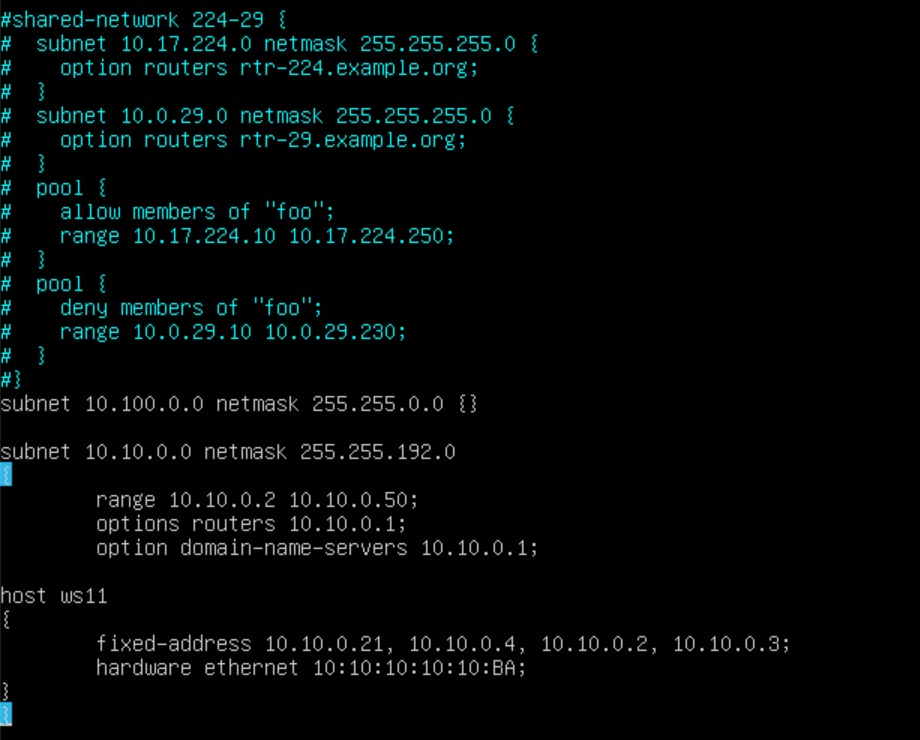 #shared-network 224-29 {
#  subnet 10.17.224.0 netmask 255.255.255.0 {
#    option routers rtr-224.example.org;
#  }
#  subnet 10.0.29.0 netmask 255.255.255.0 {
#    option routers rtr-29.example.org;
#  }
#  pool {
#    allow members of "foo";
#    range 10.17.224.10 10.17.224.250;
#  }
#  pool {
#    deny members of "foo";
#    range 10.0.29.10 10.0.29.230;
#  }
#}
subnet 10.100.0.0 netmask 255.255.0.0 {}

subnet 10.10.0.0 netmask 255.255.192.0
{
        range 10.10.0.2 10.10.0.50;
        options routers 10.10.0.1;
        option domain-name-servers 10.10.0.1;

host ws11
{
        fixed-address 10.10.0.21, 10.10.0.4, 10.10.0.2, 10.10.0.3;
        hardware ethernet 10:10:10:10:10:BA;
}
}